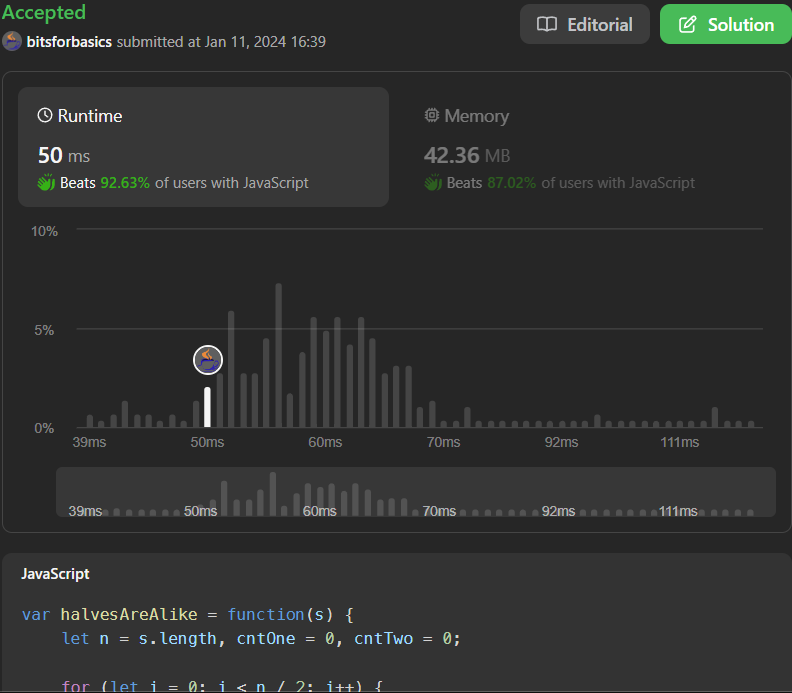 Accepted
Editorial
Solution
bitsforbasics submitted at Jan 11, 2024 16:39
Runtime
50 ms
Beats 92.63% of users with JavaScript
Memory
42.36 MB
Beats 87.02% of users with JavaScript
10%
5%
0%
39ms 50ms 60ms 70ms 92ms 111ms
39ms 50ms 60ms 70ms 92ms 111ms
JavaScript
var halvesAreAlike = function(s) {
let n = s.length, cntOne = 0, cntTwo = 0;
for (let i = 0; i < n / 2; i++) {